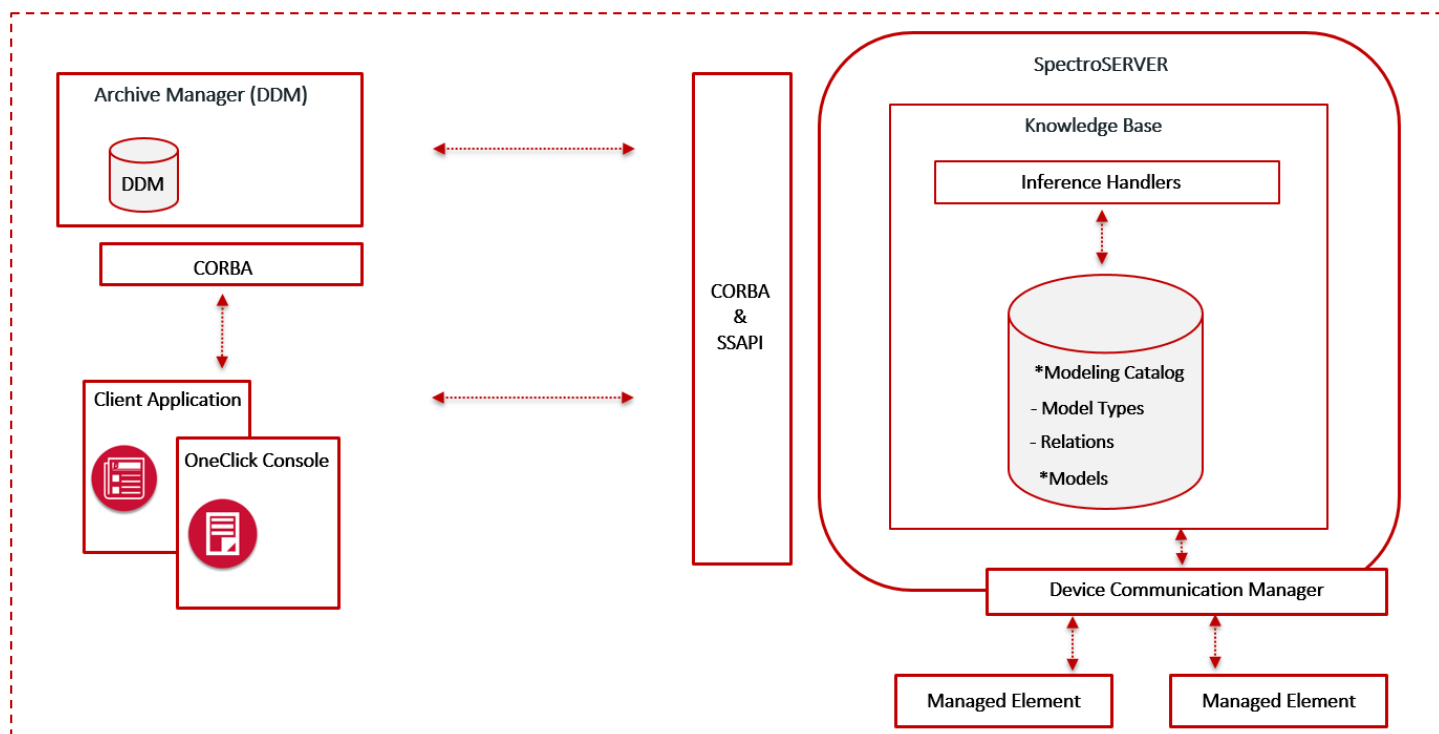 Archive Manager (DDM)
DDM
CORBA
Client Application
OneClick Console
CORBA
&
SSAPI
SpectroSERVER
Knowledge Base
Inference Handlers
*Modeling Catalog
- Model Types
- Relations
*Models
Device Communication Manager
Managed Element
Managed Element